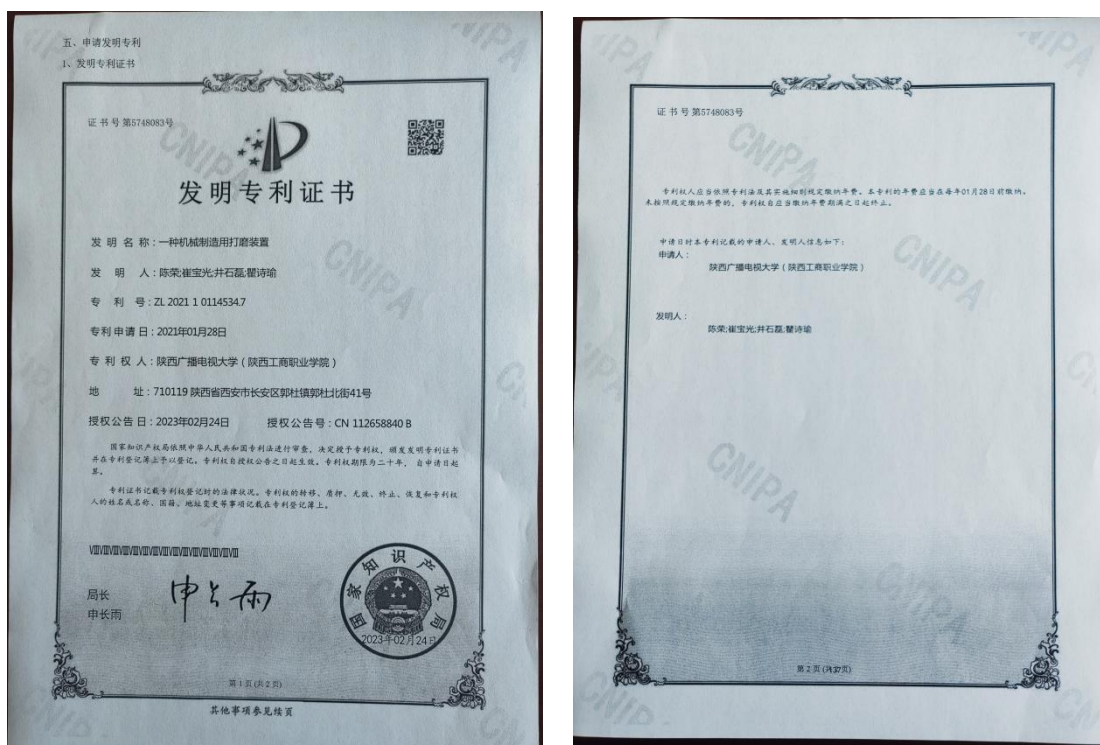 五、申请发明专利
1、发明专利证书
证书号第5748083号
发明专利证书
发明名称：一种机械制造用打磨装置
发明人：陈荣;崔宝光;井石磊;瞿诗瑜
专利号：ZL 2021 1 0114534.7
专利申请日：2021年01月28日
专利权人：陕西广播电视大学（陕西工商职业学院）
地址：710119 陕西省西安市长安区郭杜镇郭杜北街41号
授权公告日：2023年02月24日 授权公告号：CN 112658840 B
国家知识产权局依照中华人民共和国专利法进行审查，决定授予专利权，颁发发明专利证书
并在专利登记簿上予以登记。专利权自授权公告之日起生效。专利权期限为二十年，自申请日起
算。
专利证书记载专利权登记时的法律状况。专利权的转移、质押、无效、终止、恢复和专利权
人的姓名或名称、国籍、地址变更等事项记载在专利登记簿上。
局长
申长雨
申长雨
国家知识产权局
2023年02月24日
第1页(共2页)
其他事项参见续页
证书号第5748083号
专利权人应当依照专利法及其实施细则规定缴纳年费。本专利的年费应当在每年01月28日前缴纳。
未按照规定缴纳年费的，专利权自应当缴纳年费期满之日起终止。
申请日时本专利记载的申请人、发明人信息如下：
申请人：
陕西广播电视大学（陕西工商职业学院）
发明人：
陈荣;崔宝光;井石磊;瞿诗瑜
第2页
CNIPA
CNIPA
CNIPA
CNIPA
CNIPA
CNIPA